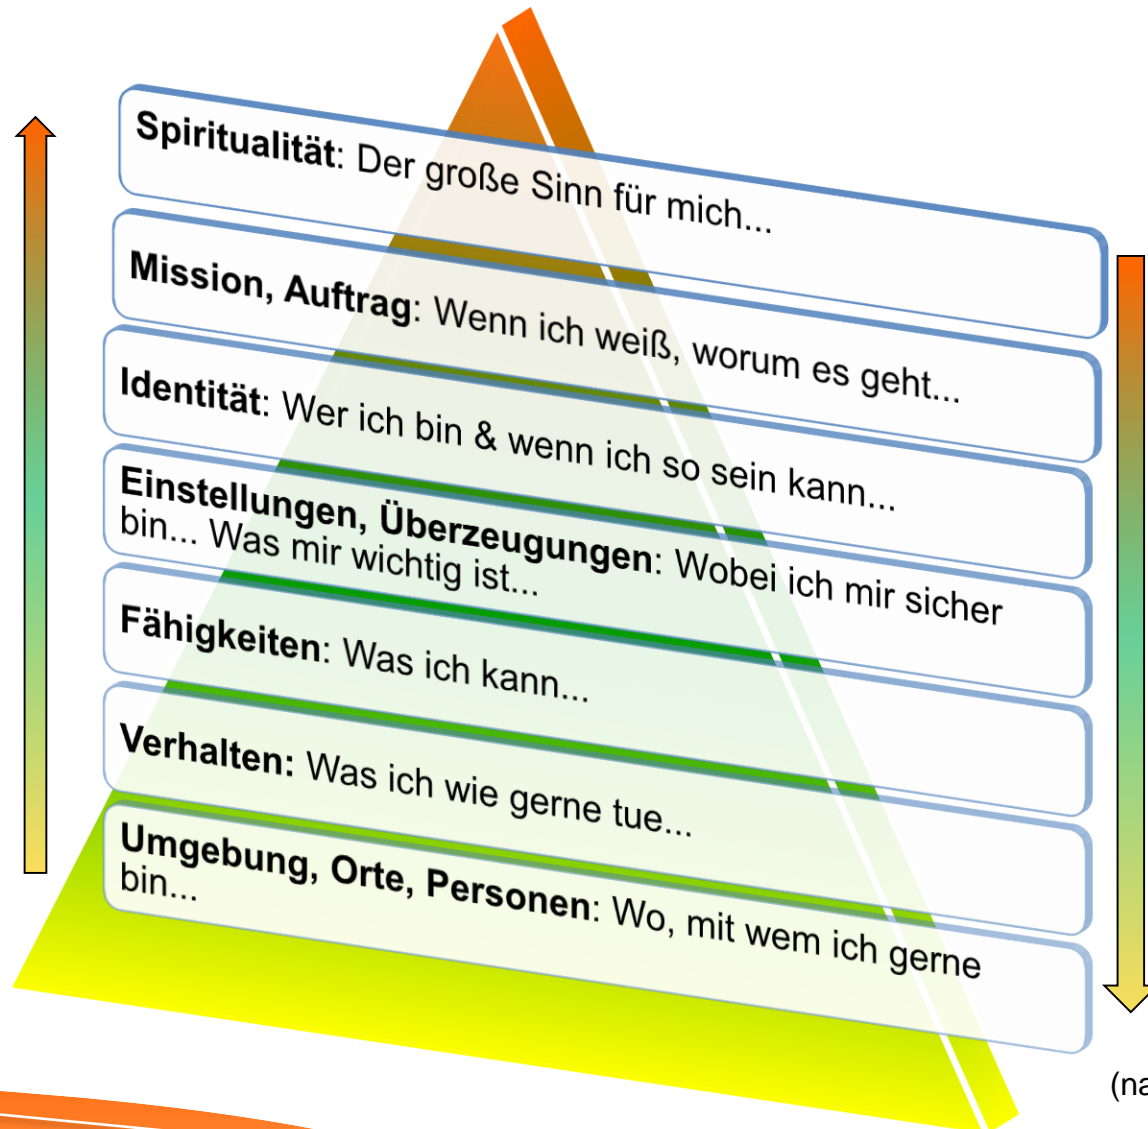 Spiritualität: Der große Sinn für mich...
Mission, Auftrag: Wenn ich weiß, worum es geht...
Identität: Wer ich bin & wenn ich so sein kann...
Einstellungen, Überzeugungen: Wobei ich mir sicher
bin... Was mir wichtig ist...
Fähigkeiten: Was ich kann...
Verhalten: Was ich wie gerne tue...
Umgebung, Orte, Personen: Wo, mit wem ich gerne
bin...